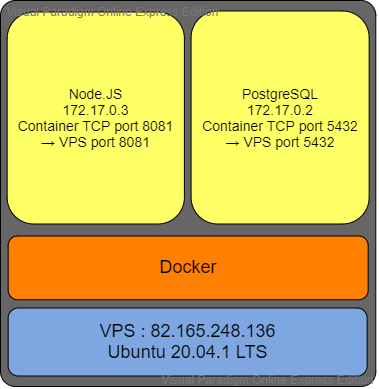 Visual Paradigm Online Express Edition
Node.JS
172.17.0.3
Container TCP port 8081
→ VPS port 8081
PostgreSQL
172.17.0.2
Container TCP port 5432
→ VPS port 5432
Docker
VPS : 82.165.248.136
Ubuntu 20.04.1 LTS
Visual Paradigm Online Express Edition